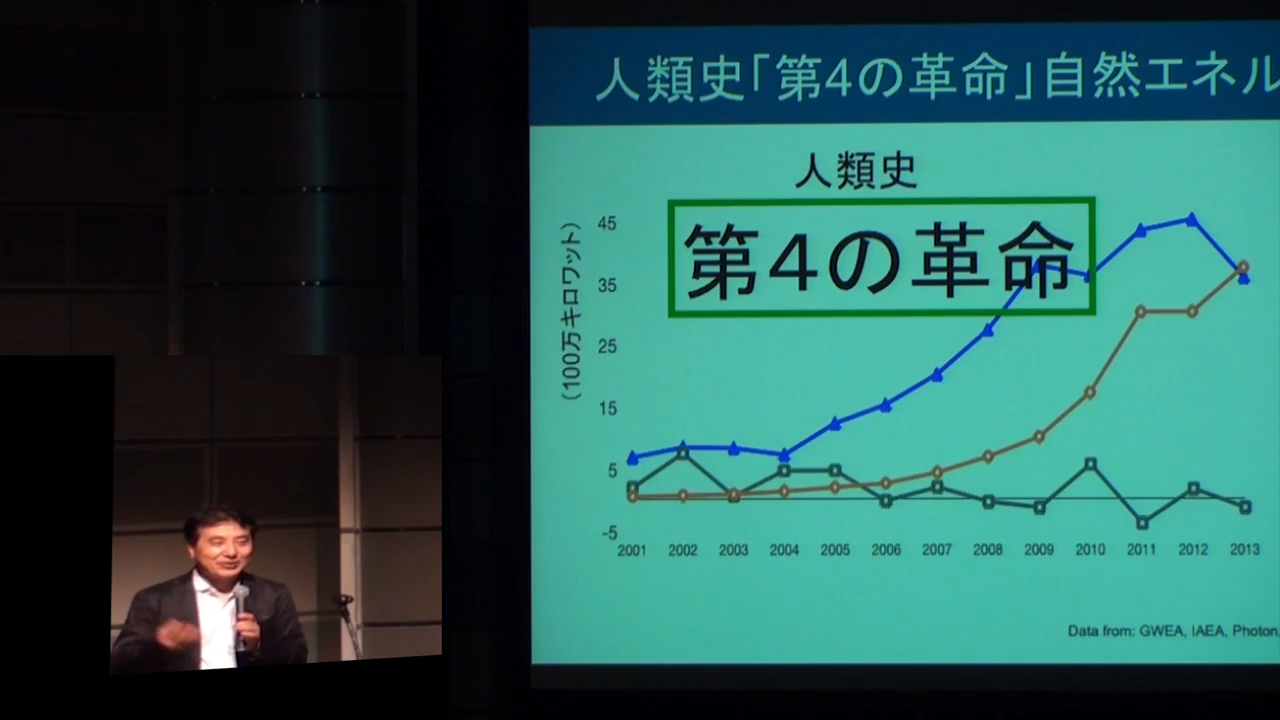 人類史「第4の革命」自然エネル
人類史
第4の革命
(100万キロワット)
45
35
25
15
5
-5
2001 2002 2003 2004 2005 2006 2007 2008 2009 2010 2011 2012 2013
Data from: GWEA, IAEA, Photon,